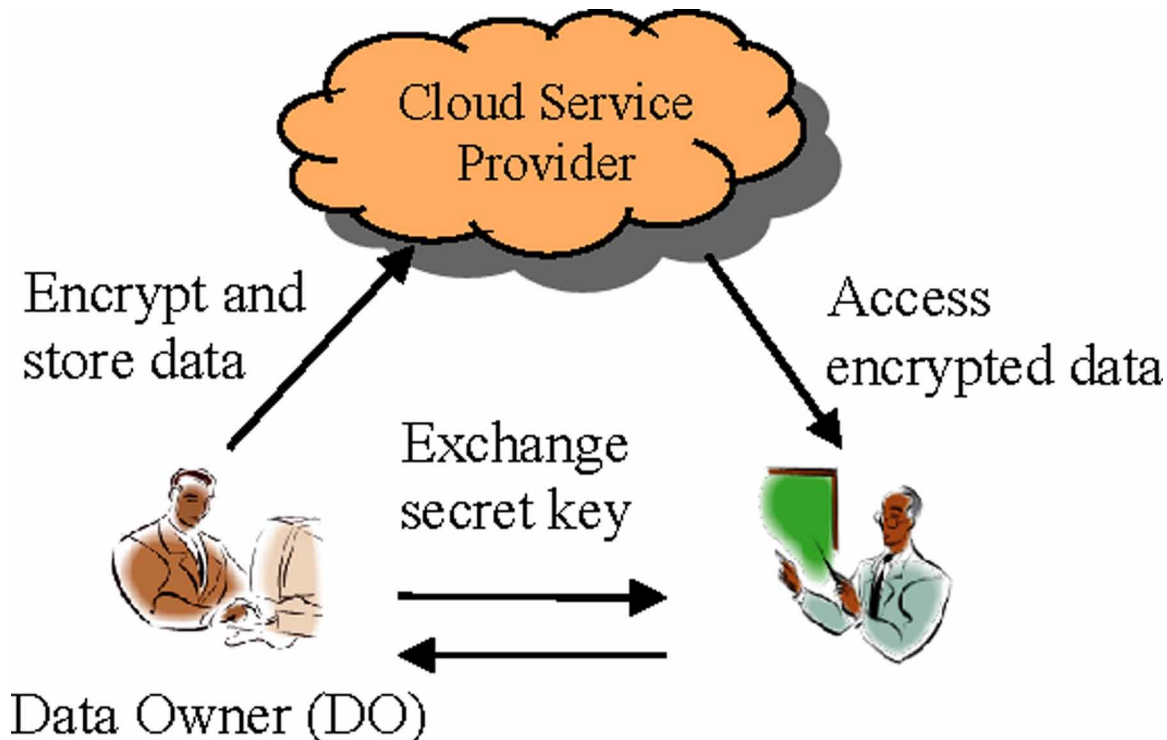 Cloud Service
Provider
Encrypt and
store data
Access
encrypted data
Exchange
secret key
Data Owner (DO)